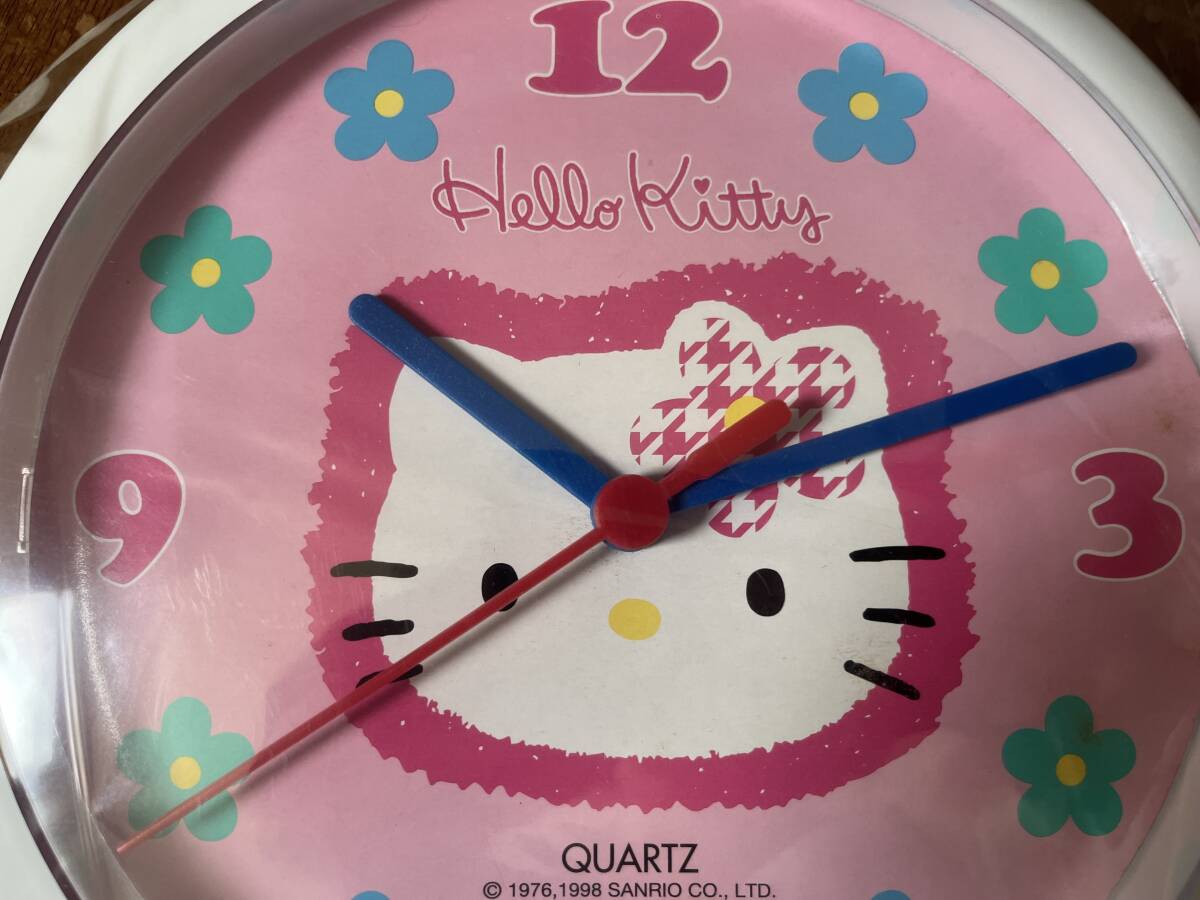 12
Hello Kitty
9
3
QUARTZ
© 1976,1998 SANRIO CO., LTD.